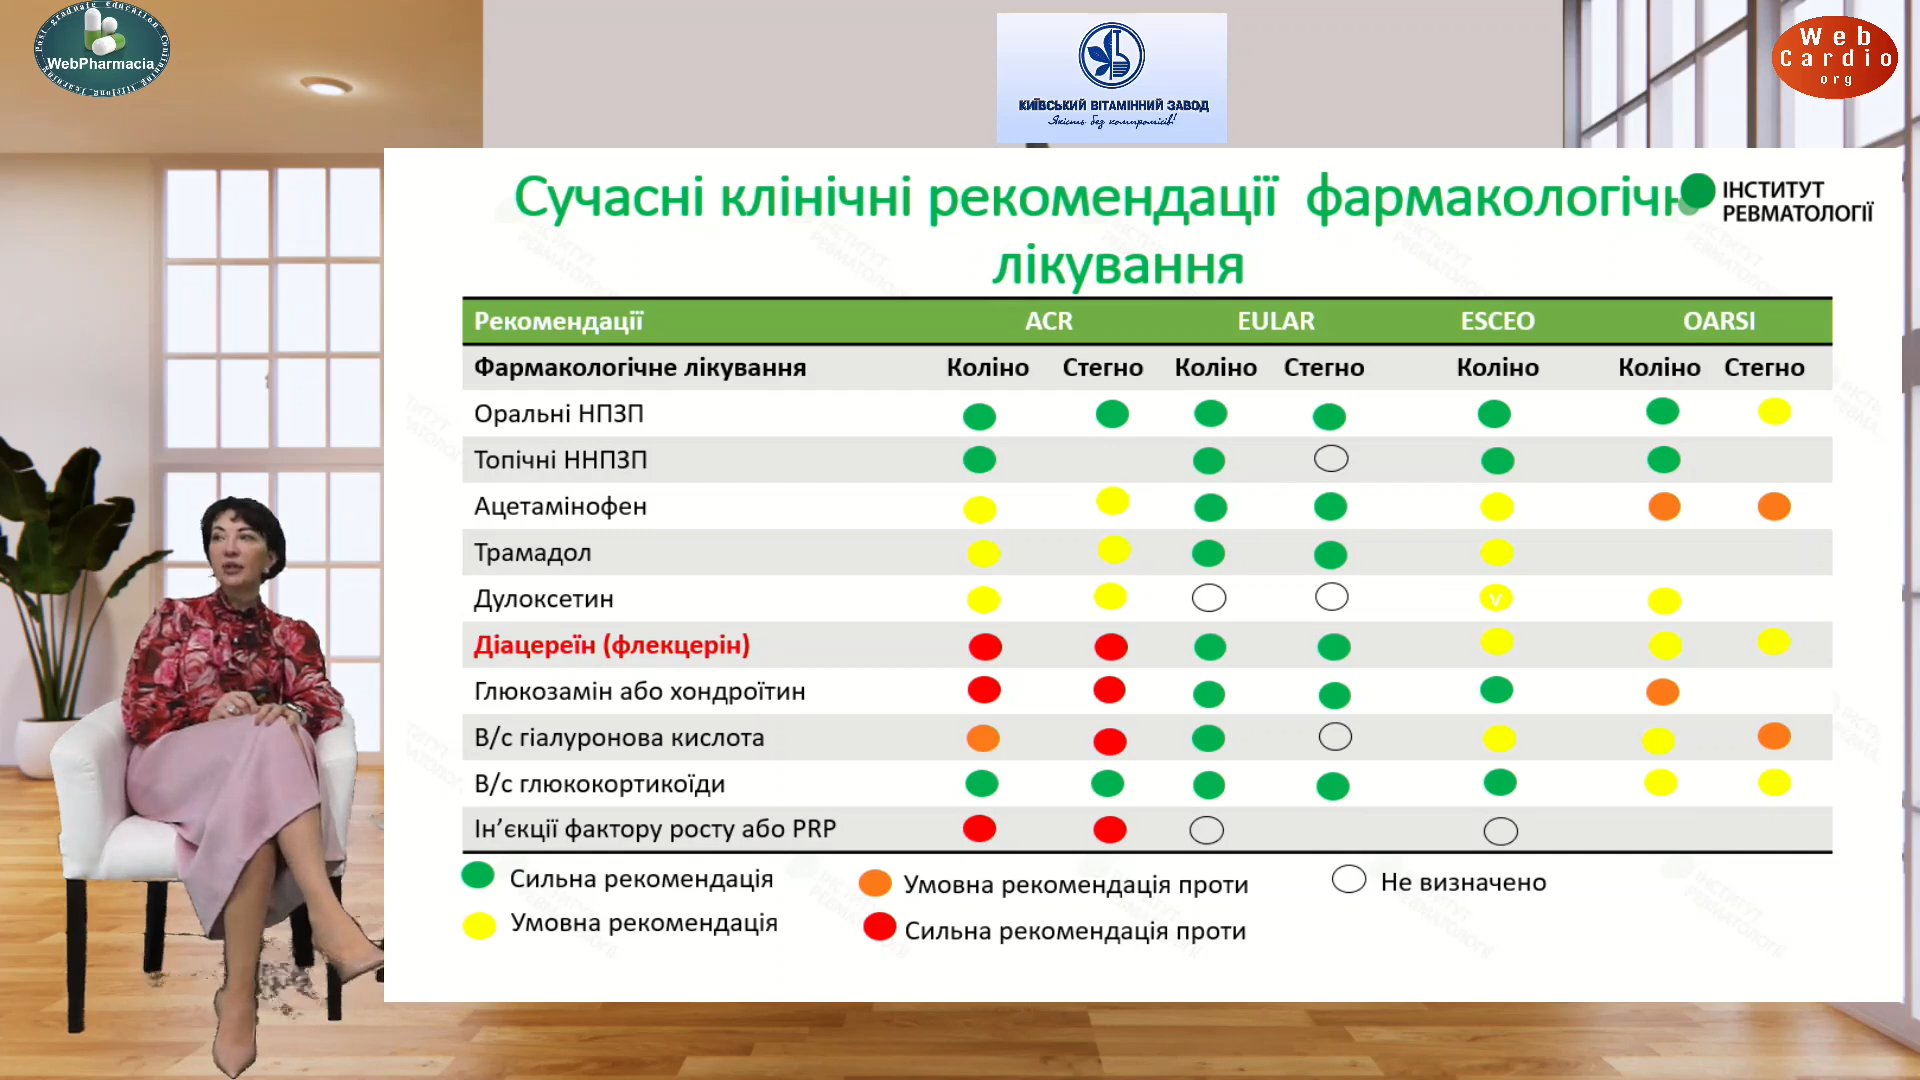 Post-graduate education. Continuing lifelong learning.
WebPharmacia
КИЇВСЬКИЙ ВІТАМІННИЙ ЗАВОД
Якість без компромісів!
Web
Cardio
org
Сучасні клінічні рекомендації фармакологічн
лікування
ІНСТИТУТ
РЕВМАТОЛОГІЇ
Рекомендації ACR EULAR ESCEO OARSI
Фармакологічне лікування Коліно Стегно Коліно Стегно Коліно Коліно Стегно
Оральні НПЗП
Топічні ННПЗП
Ацетамінофен
Трамадол
Дулоксетин v
Діацереїн (флекцерін)
Глюкозамін або хондроїтин
В/с гіалуронова кислота
В/с глюкокортикоїди
Ін’єкції фактору росту або PRP
Сильна рекомендація
Умовна рекомендація
Умовна рекомендація проти
Сильна рекомендація проти
Не визначено